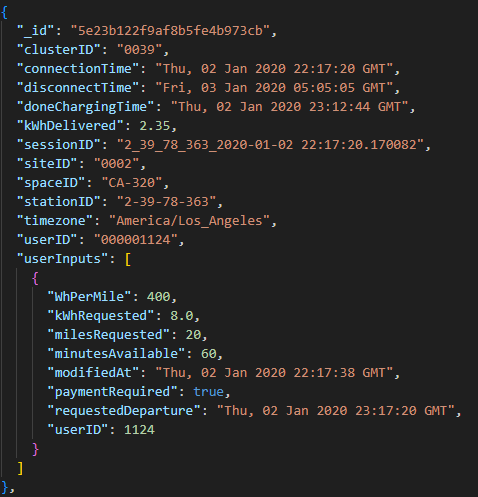 {
"_id": "5e23b122f9af8b5fe4b973cb",
"clusterID": "0039",
"connectionTime": "Thu, 02 Jan 2020 22:17:20 GMT",
"disconnectTime": "Fri, 03 Jan 2020 05:05:05 GMT",
"doneChargingTime": "Thu, 02 Jan 2020 23:12:44 GMT",
"kWhDelivered": 2.35,
"sessionID": "2_39_78_363_2020-01-02 22:17:20.170082",
"siteID": "0002",
"spaceID": "CA-320",
"stationID": "2-39-78-363",
"timezone": "America/Los_Angeles",
"userID": "000001124",
"userInputs": [
{
"WhPerMile": 400,
"kWhRequested": 8.0,
"milesRequested": 20,
"minutesAvailable": 60,
"modifiedAt": "Thu, 02 Jan 2020 22:17:38 GMT",
"paymentRequired": true,
"requestedDeparture": "Thu, 02 Jan 2020 23:17:20 GMT",
"userID": 1124
}
]
},